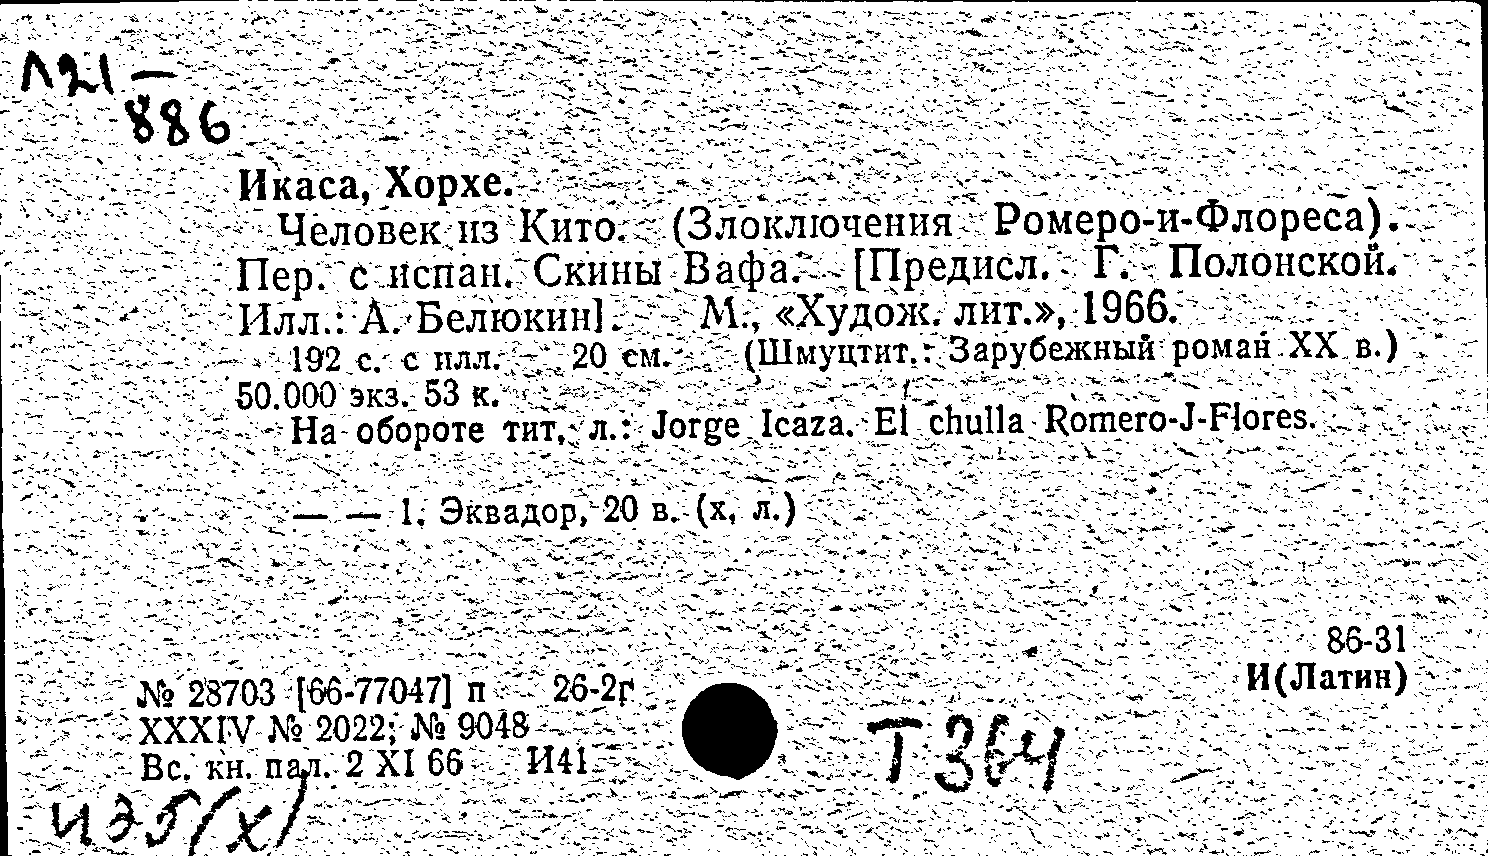 Л21—
886
Икаса, Хорхе.
Человек из Кито. (Злоключения Ромеро-и-Флореса).
Пер. с испан. Скины Вафа. [Предисл. Г. Полонской.
Илл.: А. Белюкин]. М., «Худож. лит.», 1966.
192 с. с илл. 20 см. (Шмуцтит.: Зарубежный роман XX в.)
50.000 экз. 53 к.
На обороте тит. л.: Jorge Icaza. El chulla Romero-J-Flores.
— — 1. Эквадор, 20 в. (х. л.)
86-31
И(Латин)
№ 28703 [66-77047] п 26-2г
XXXIV № 2022; № 9048
Вс. кн. пал. 2 XI 66 И41
Т364
ИЭ5(х)